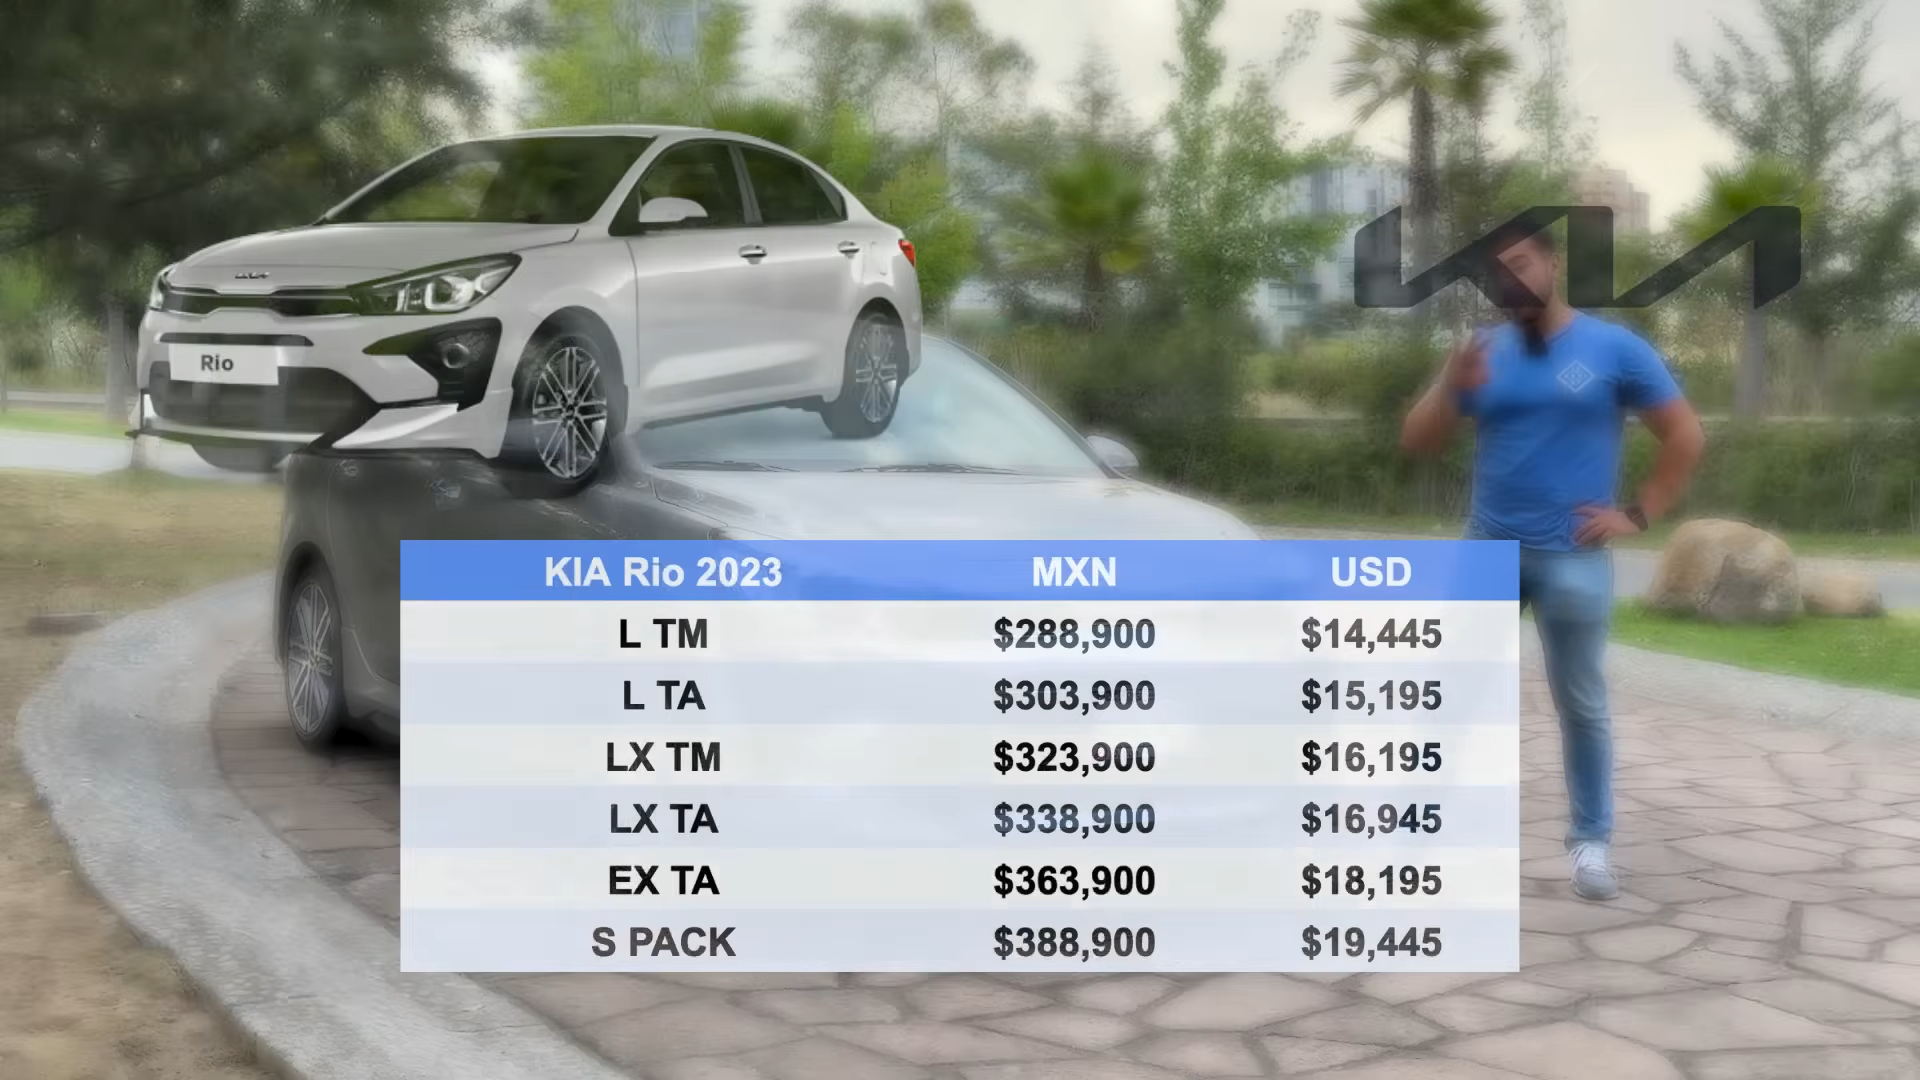 KIA
Rio
KIA
KIA Rio 2023 MXN USD
L TM $288,900 $14,445
L TA $303,900 $15,195
LX TM $323,900 $16,195
LX TA $338,900 $16,945
EX TA $363,900 $18,195
S PACK $388,900 $19,445